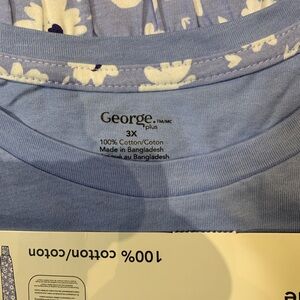 George.TM/MC
plus
3X
100% Cotton/Coton
Made in Bangladesh
au Bangladesh
100% cotton/coton